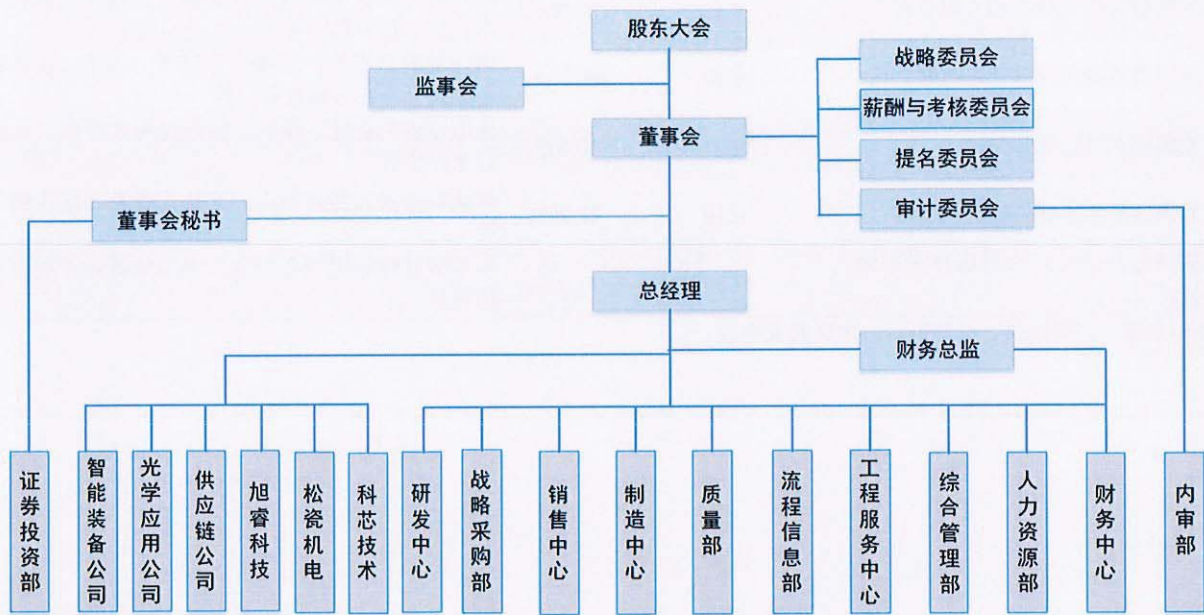 股东大会
监事会
董事会
战略委员会
薪酬与考核委员会
提名委员会
审计委员会
董事会秘书
总经理
财务总监
证券投资部
智能装备公司
光学应用公司
供应链公司
旭睿科技
松瓷机电
科芯技术
研发中心
战略采购部
销售中心
制造中心
质量部
流程信息部
工程服务中心
综合管理部
人力资源部
财务中心
内审部